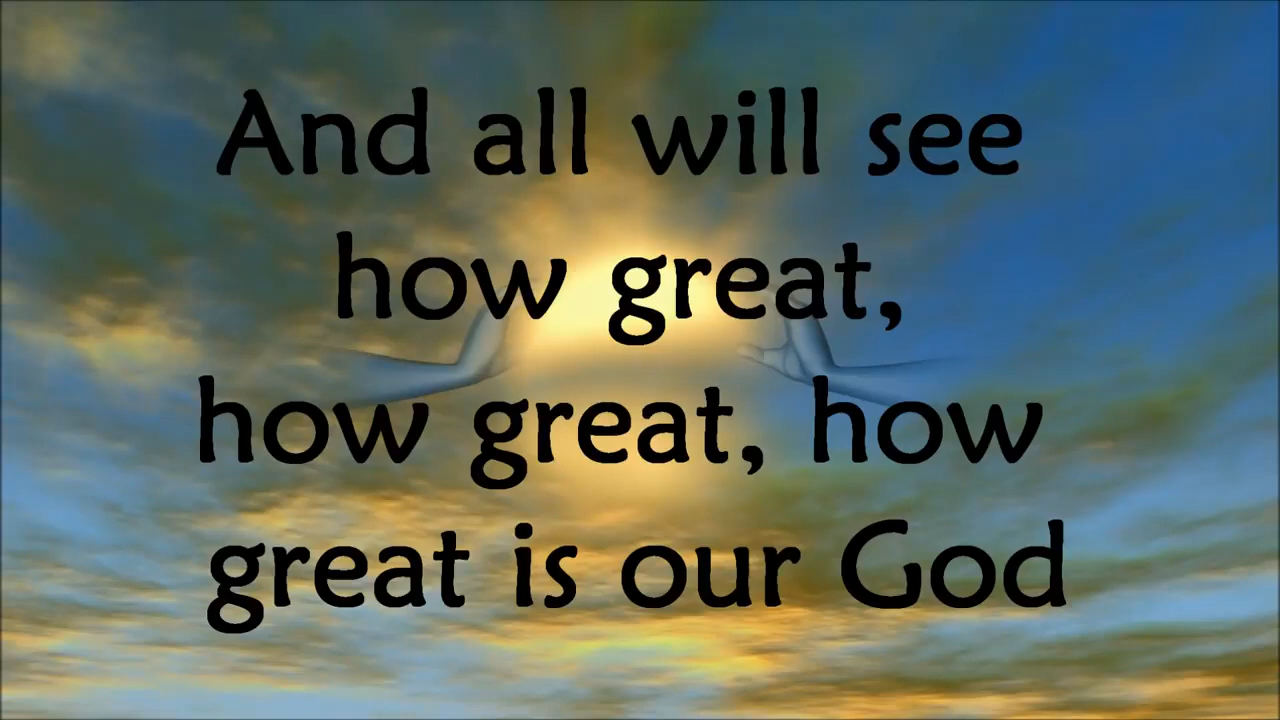 And all will see
how great,
how great, how
great is our God